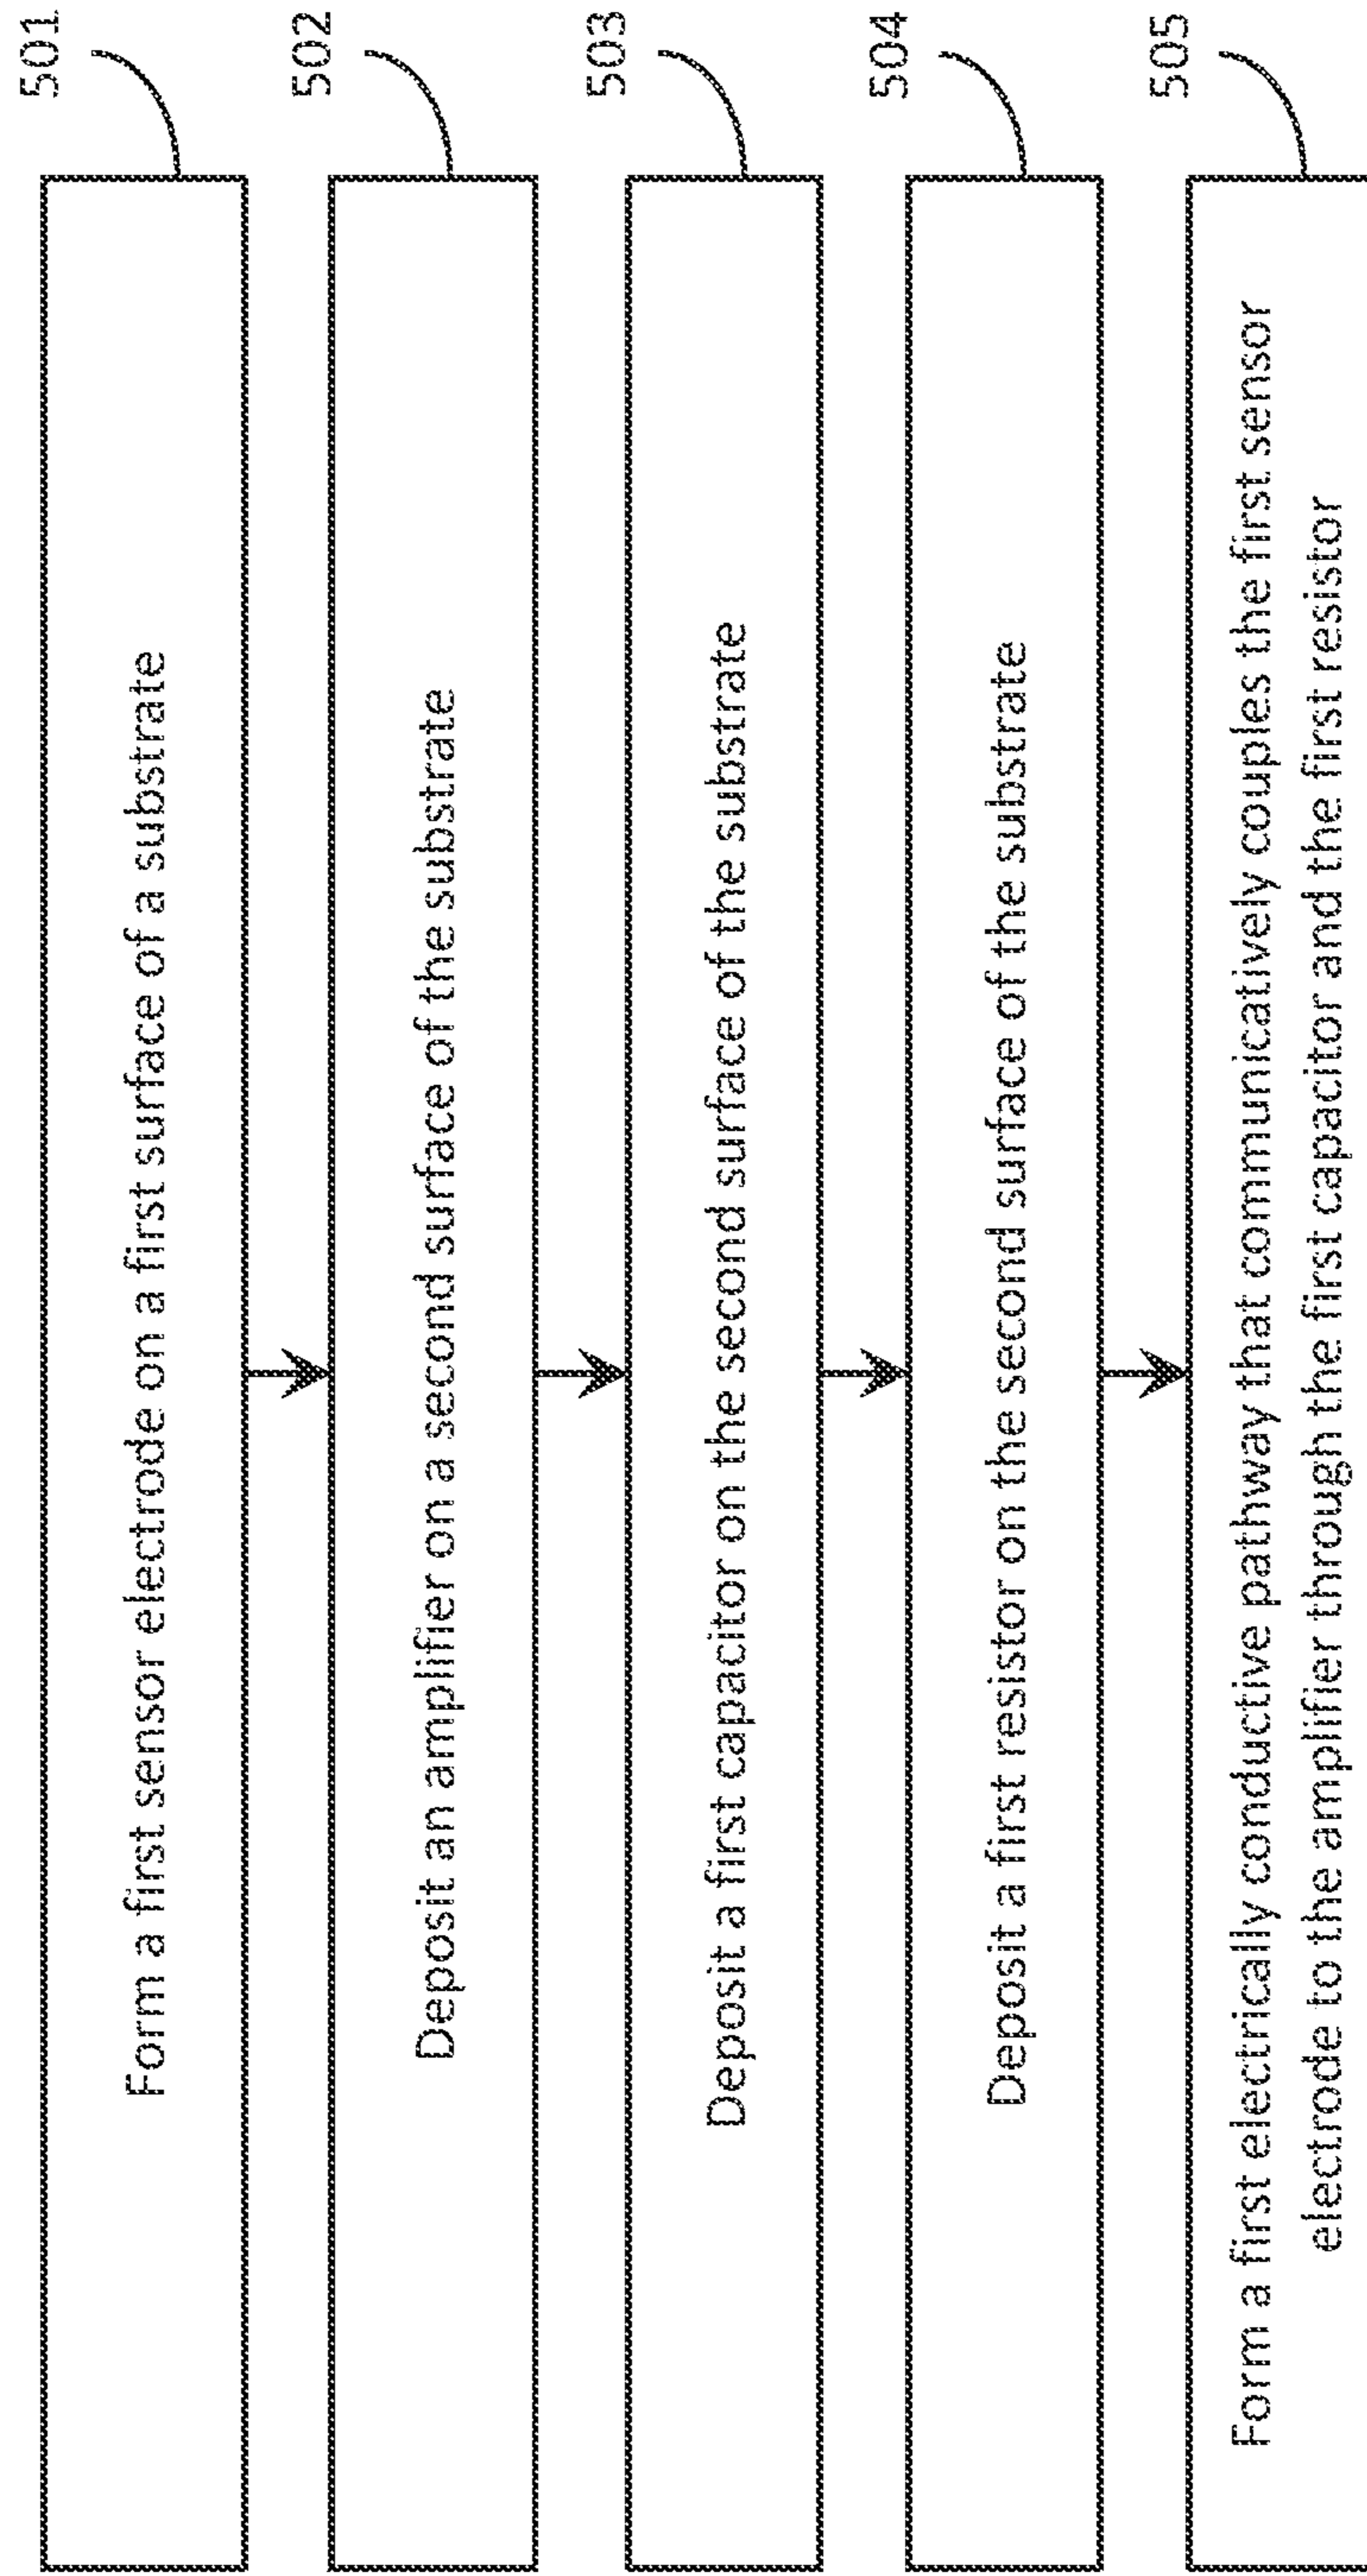 501
Form a first sensor electrode on a first surface of a substrate
502
Deposit an amplifier on a second surface of the substrate
503
Deposit a first capacitor on the second surface of the substrate
504
Deposit a first resistor on the second surface of the substrate
505
Form a first electrically conductive pathway that communicatively couples the first sensor
electrode to the amplifier through the first capacitor and the first resistor